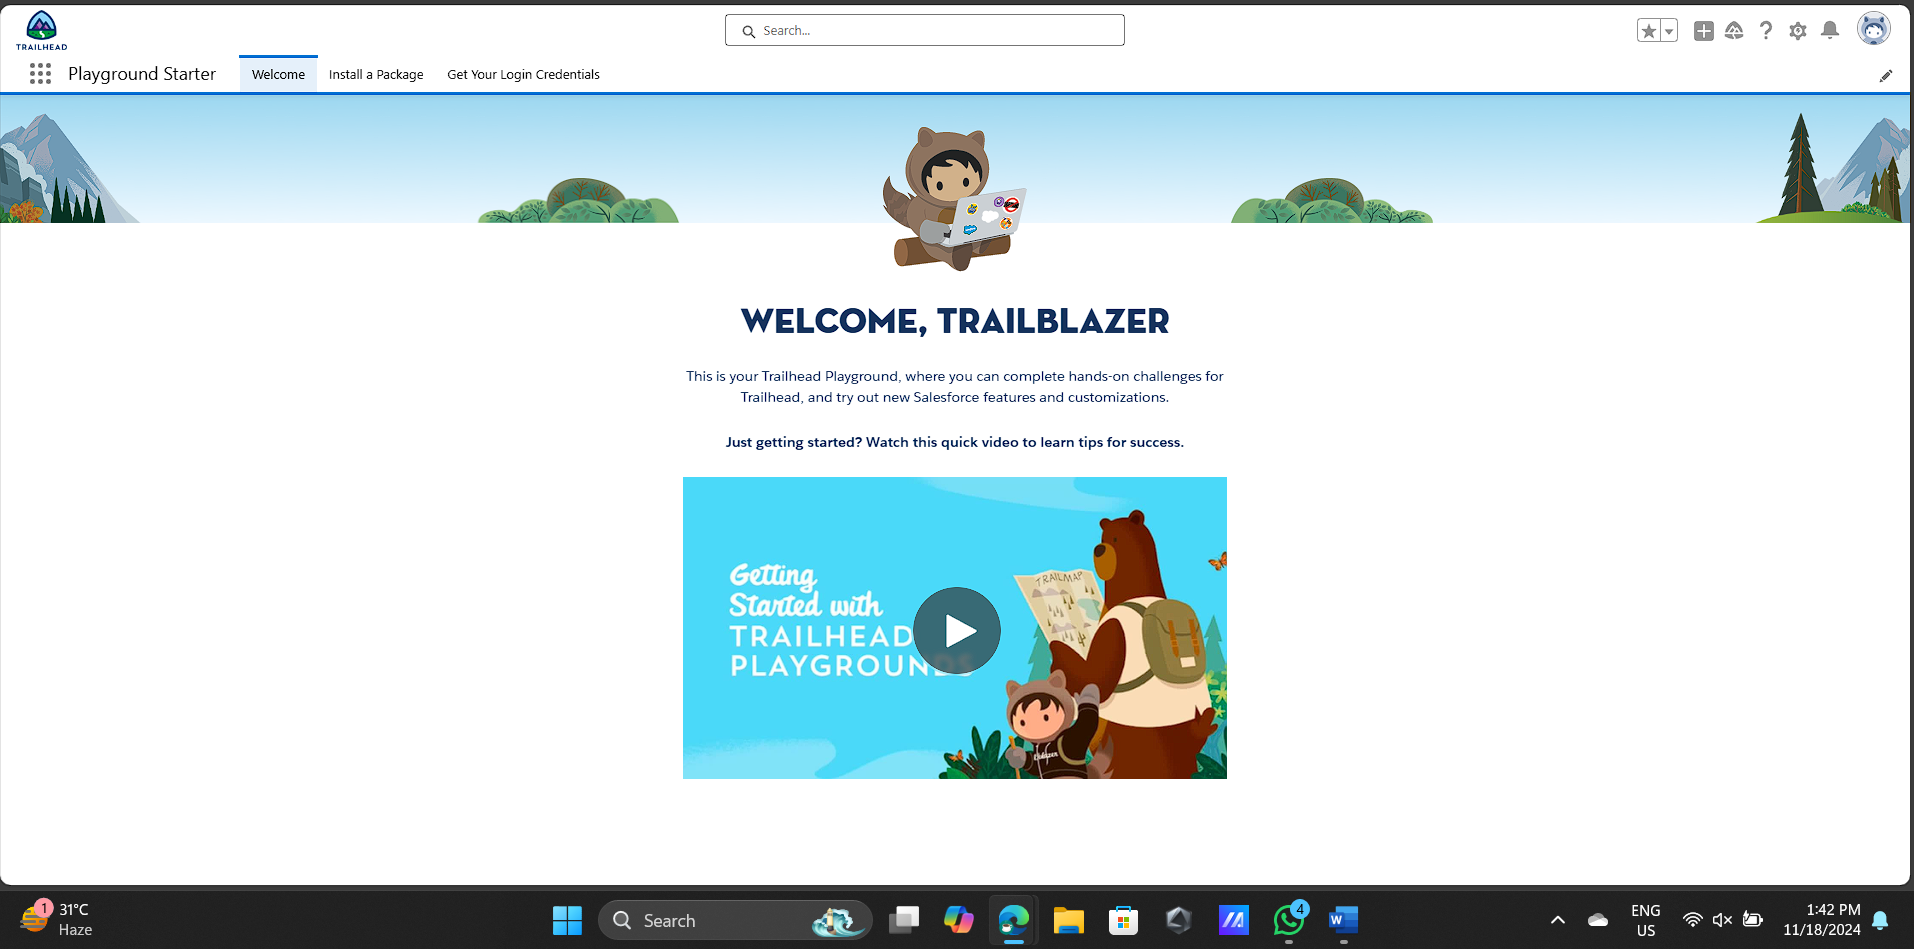 TRAILHEAD
Search...
Playground Starter
Welcome
Install a Package
Get Your Login Credentials
WELCOME, TRAILBLAZER
This is your Trailhead Playground, where you can complete hands-on challenges for
Trailhead, and try out new Salesforce features and customizations.
Just getting started? Watch this quick video to learn tips for success.
Getting
Started with
TRAILHEAD
PLAYGROUNDS
TRAILMAP
1
31°C
Haze
Search
4
W
ENG
US
1:42 PM
11/18/2024